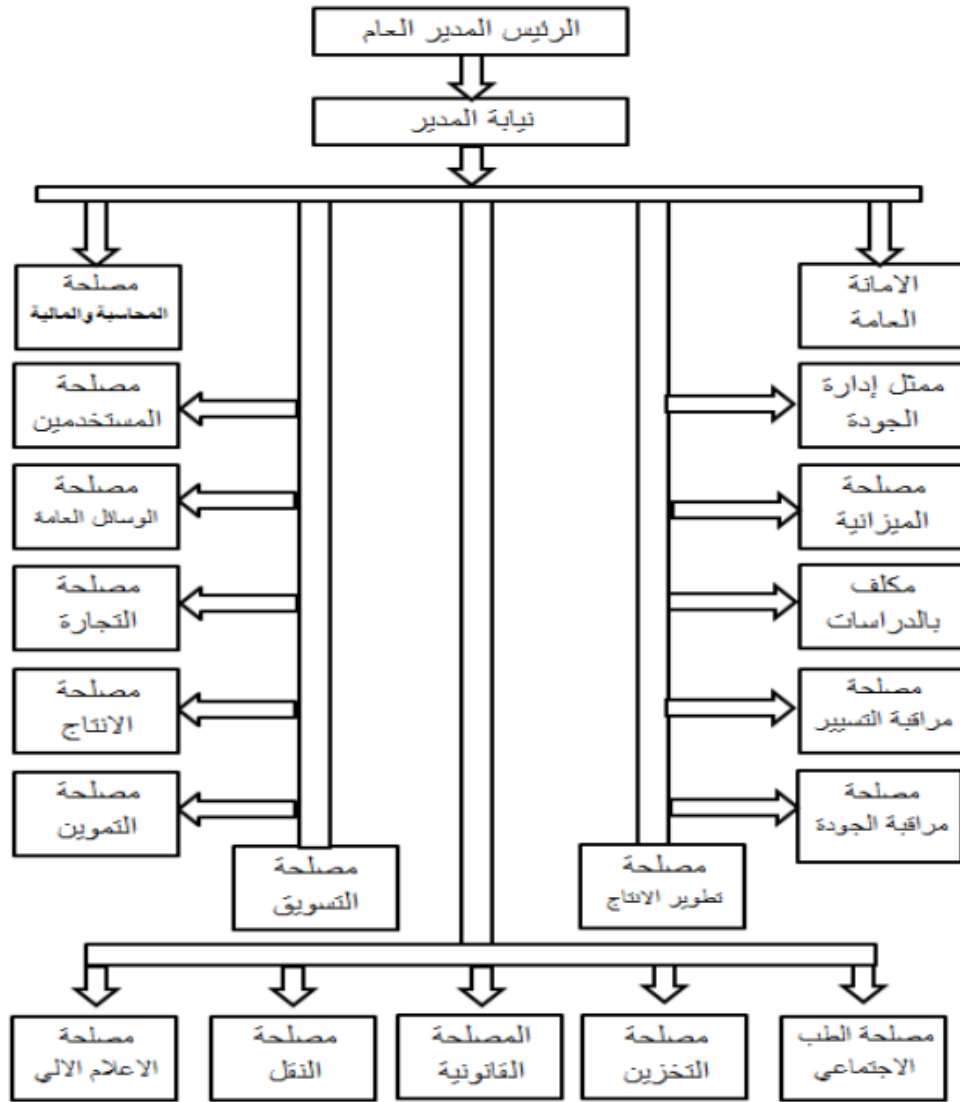 الرئيس المدير العام
نيابة المدير
الامانة
العامة
مصلحة
المحاسبة والمالية
ممثل إدارة
الجودة
مصلحة
المستخدمين
مصلحة
الميزانية
مصلحة
الوسائل العامة
مكلف
بالدراسات
مصلحة
التجارة
مصلحة
مراقبة التسيير
مصلحة
الانتاج
مصلحة
مراقبة الجودة
مصلحة
التموين
مصلحة
تطوير الانتاج
مصلحة
التسويق
مصلحة الطب
الاجتماعي
مصلحة
التخزين
المصلحة
القانونية
مصلحة
النقل
مصلحة
الاعلام الالي